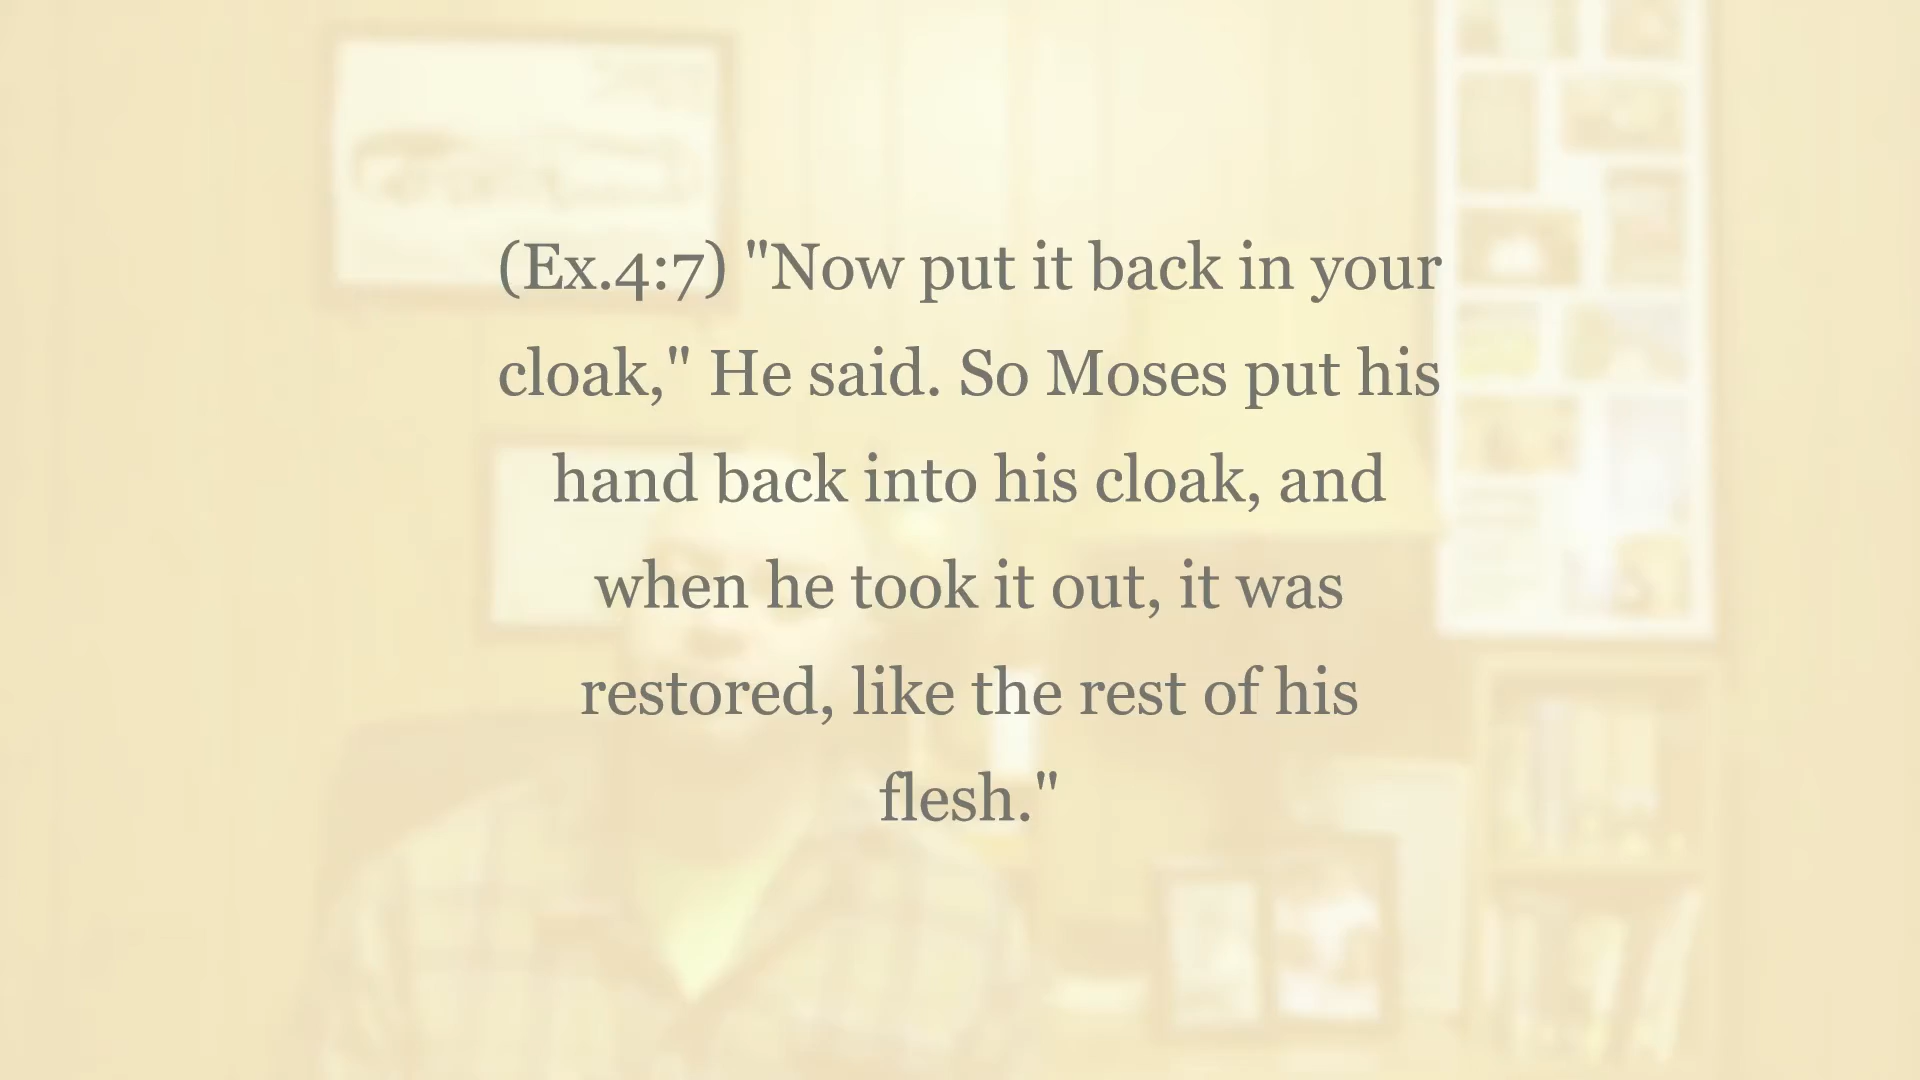 (Ex.4:7) "Now put it back in your
cloak," He said. So Moses put his
hand back into his cloak, and
when he took it out, it was
restored, like the rest of his
flesh."